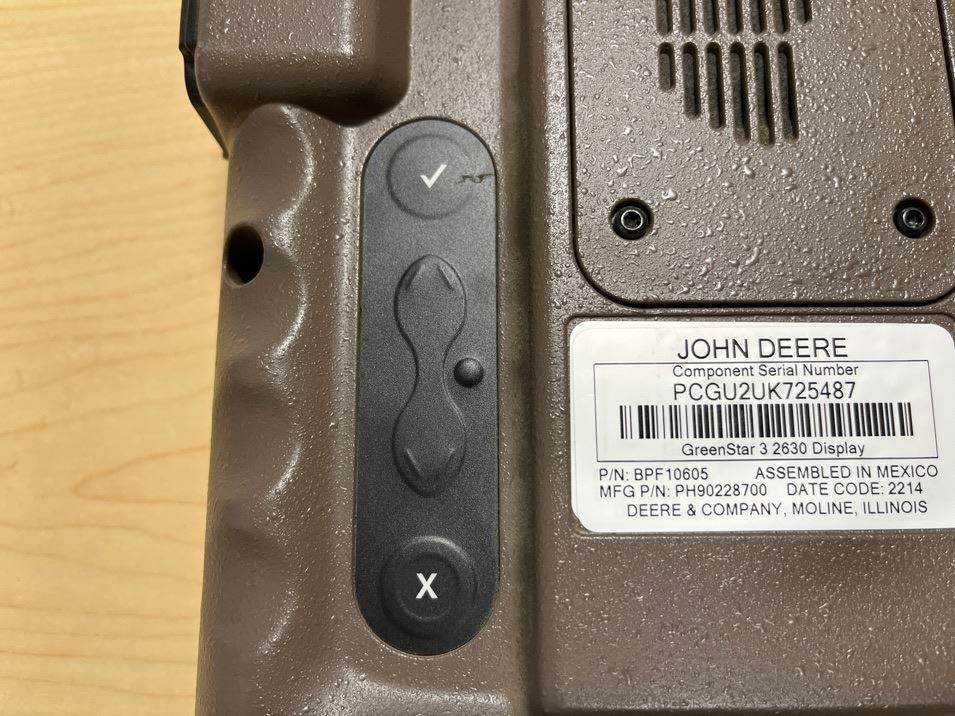 ✓
X
JOHN DEERE
Component Serial Number
PCGU2UK725487
GreenStar 3 2630 Display
P/N: BPF10605 ASSEMBLED IN MEXICO
MFG P/N: PH90228700 DATE CODE: 2214
DEERE & COMPANY, MOLINE, ILLINOIS